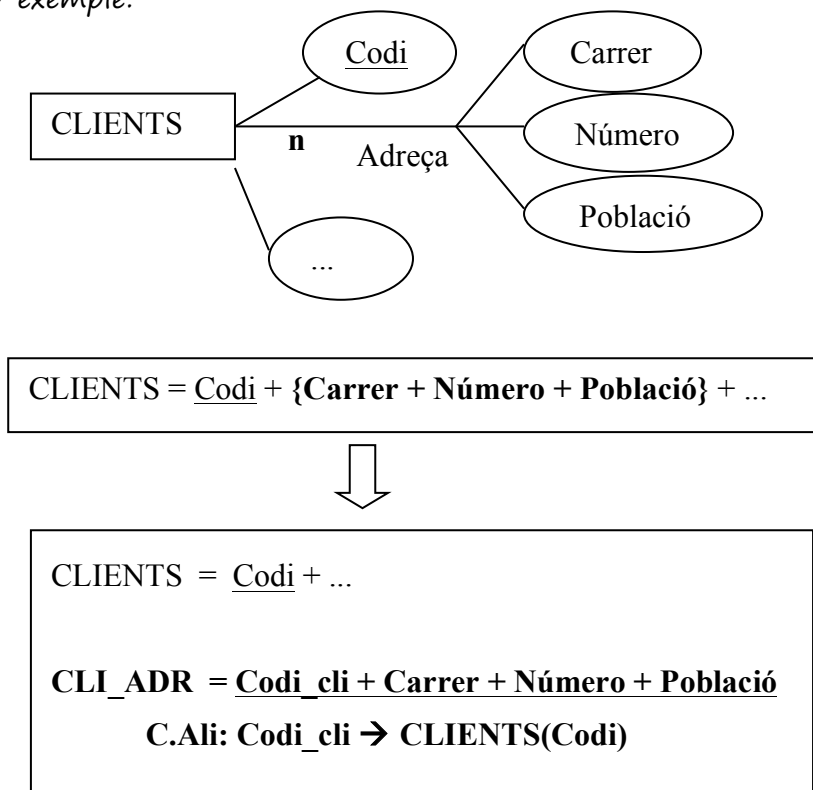 exemple:
Codi
Carrer
CLIENTS
n
Adreça
Número
Població
...
CLIENTS = Codi + {Carrer + Número + Població} + ...
CLIENTS = Codi + ...
CLI_ADR = Codi_cli + Carrer + Número + Població
C.Ali: Codi_cli → CLIENTS(Codi)